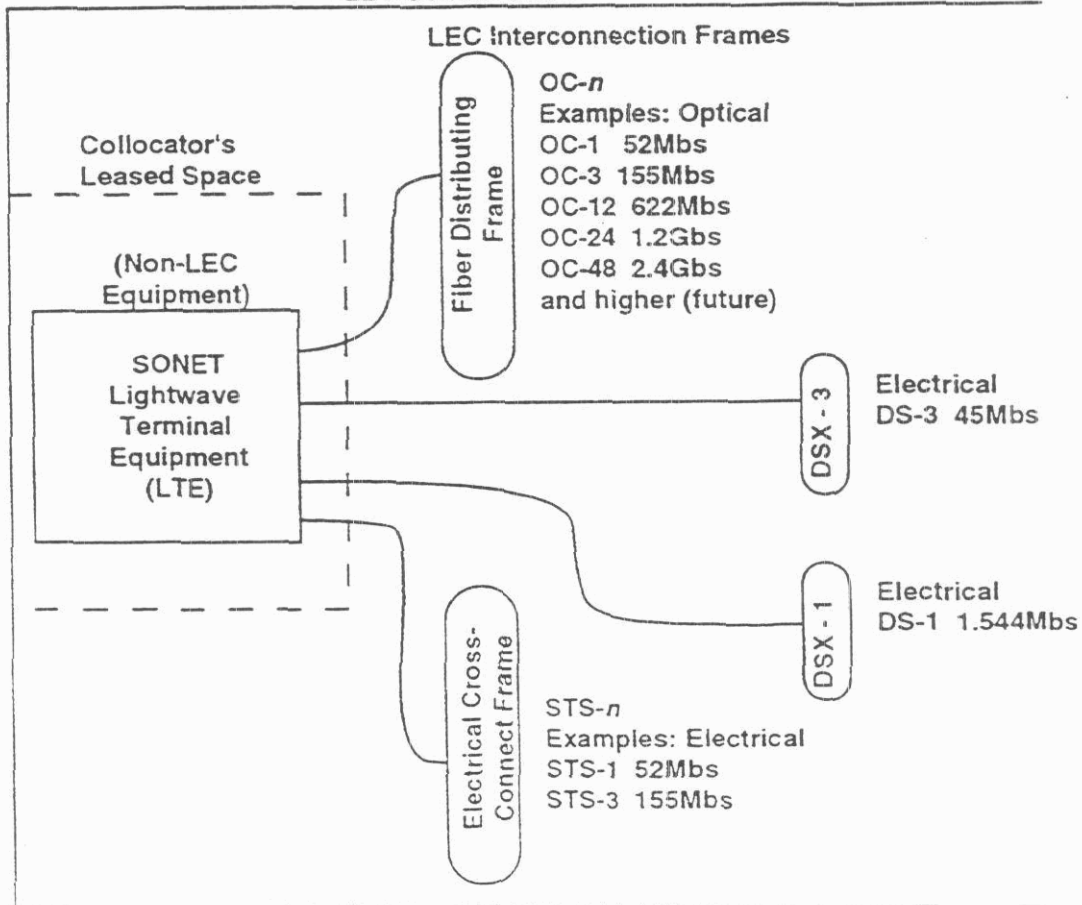 LEC Interconnection Frames
Fiber Distributing
Frame
OC-n
Examples: Optical
OC-1 52Mbs
OC-3 155Mbs
OC-12 622Mbs
OC-24 1.2Gbs
OC-48 2.4Gbs
and higher (future)
Collocator's
Leased Space
(Non-LEC
Equipment)
SONET
Lightwave
Terminal
Equipment
(LTE)
DSX - 3
Electrical
DS-3 45Mbs
DSX - 1
Electrical
DS-1 1.544Mbs
Electrical Cross-
Connect Frame
STS-n
Examples: Electrical
STS-1 52Mbs
STS-3 155Mbs